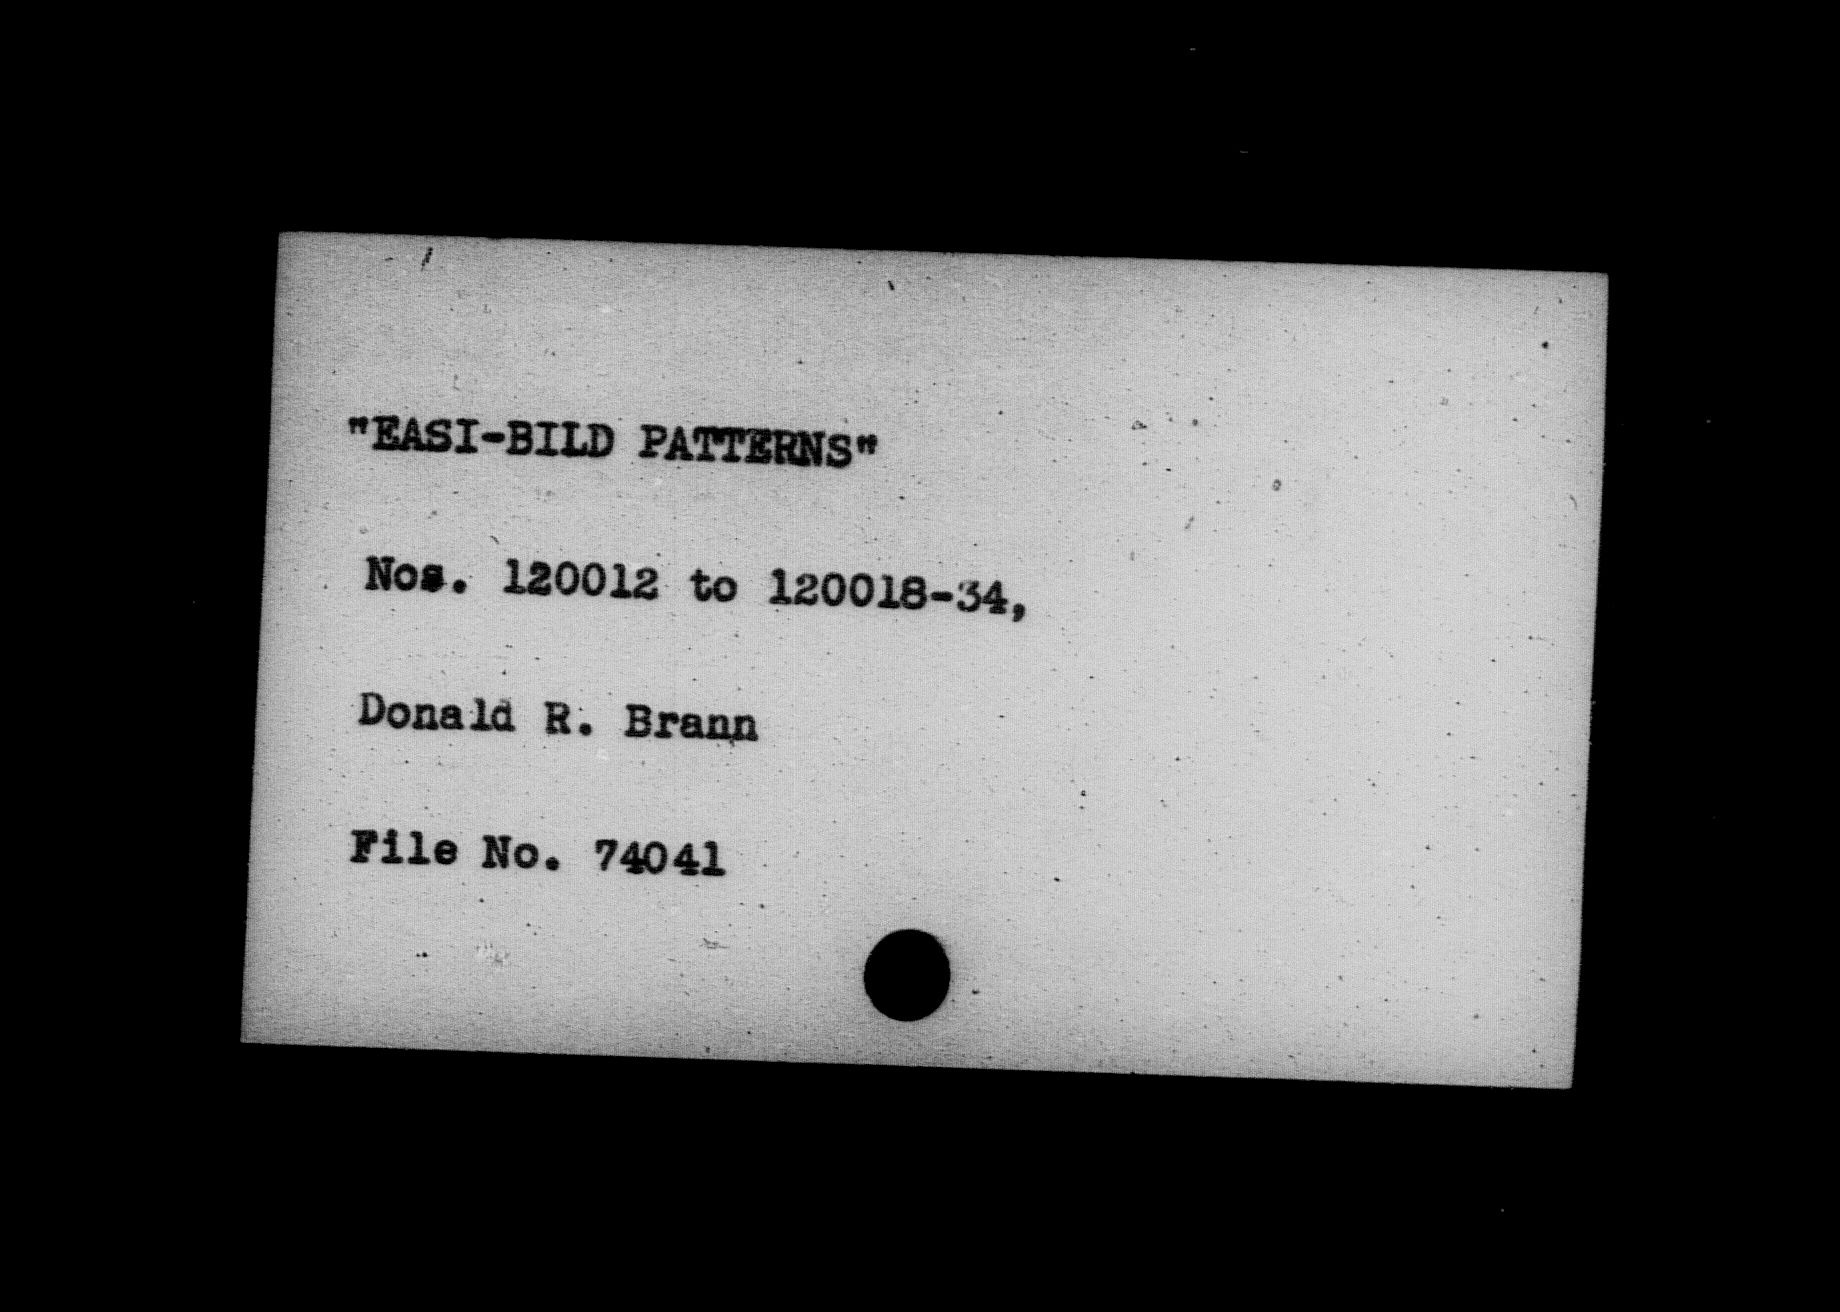 "EASI-BILD PATTERNS"
Nos. 120012 to 120018-34,
Donald R. Brann
File No. 74041